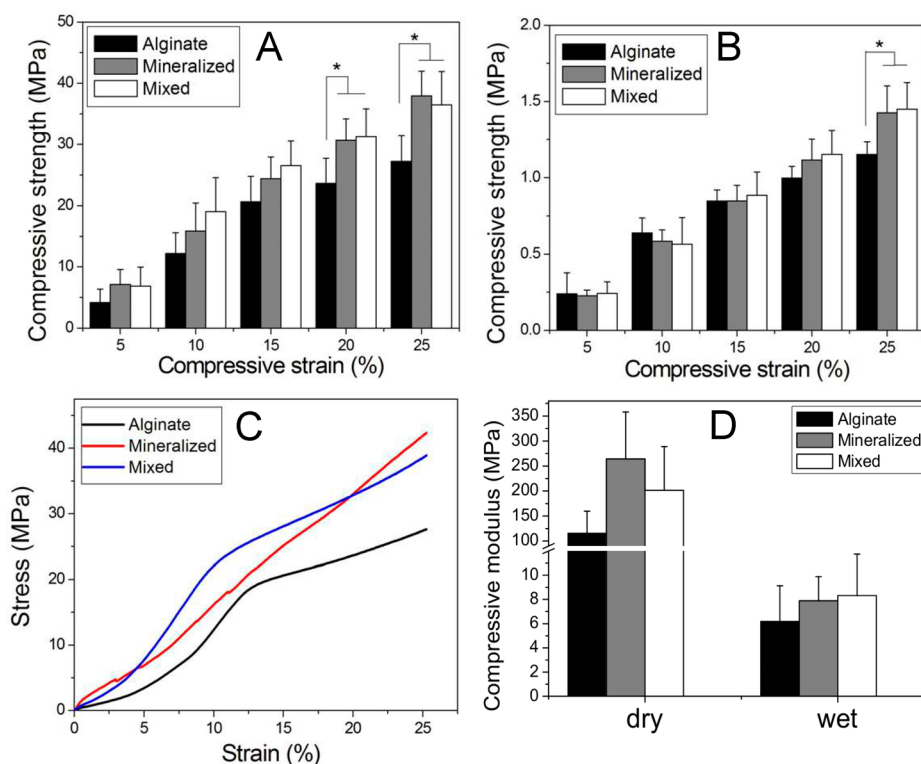 A
Alginate
Mineralized
Mixed
Compressive strength (MPa)
50
40
30
20
10
0
*
*
5 10 15 20 25
Compressive strain (%)
B
Alginate
Mineralized
Mixed
Compressive strength (MPa)
2.0
1.5
1.0
0.5
0.0
*
5 10 15 20 25
Compressive strain (%)
C
Alginate
Mineralized
Mixed
Stress (MPa)
40
30
20
10
0
0 5 10 15 20 25
Strain (%)
D
Alginate
Mineralized
Mixed
Compressive modulus (MPa)
350
300
250
200
150
100
8
6
4
2
0
dry wet